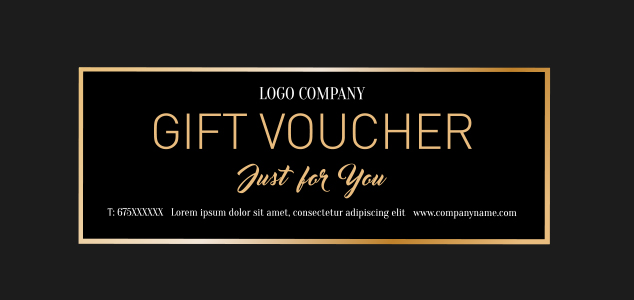 LOGO COMPANY
GIFT VOUCHER
Just for You
T: 675XXXXXX Lorem ipsum dolor sit amet, consectetur adipiscing elit www.companyname.com